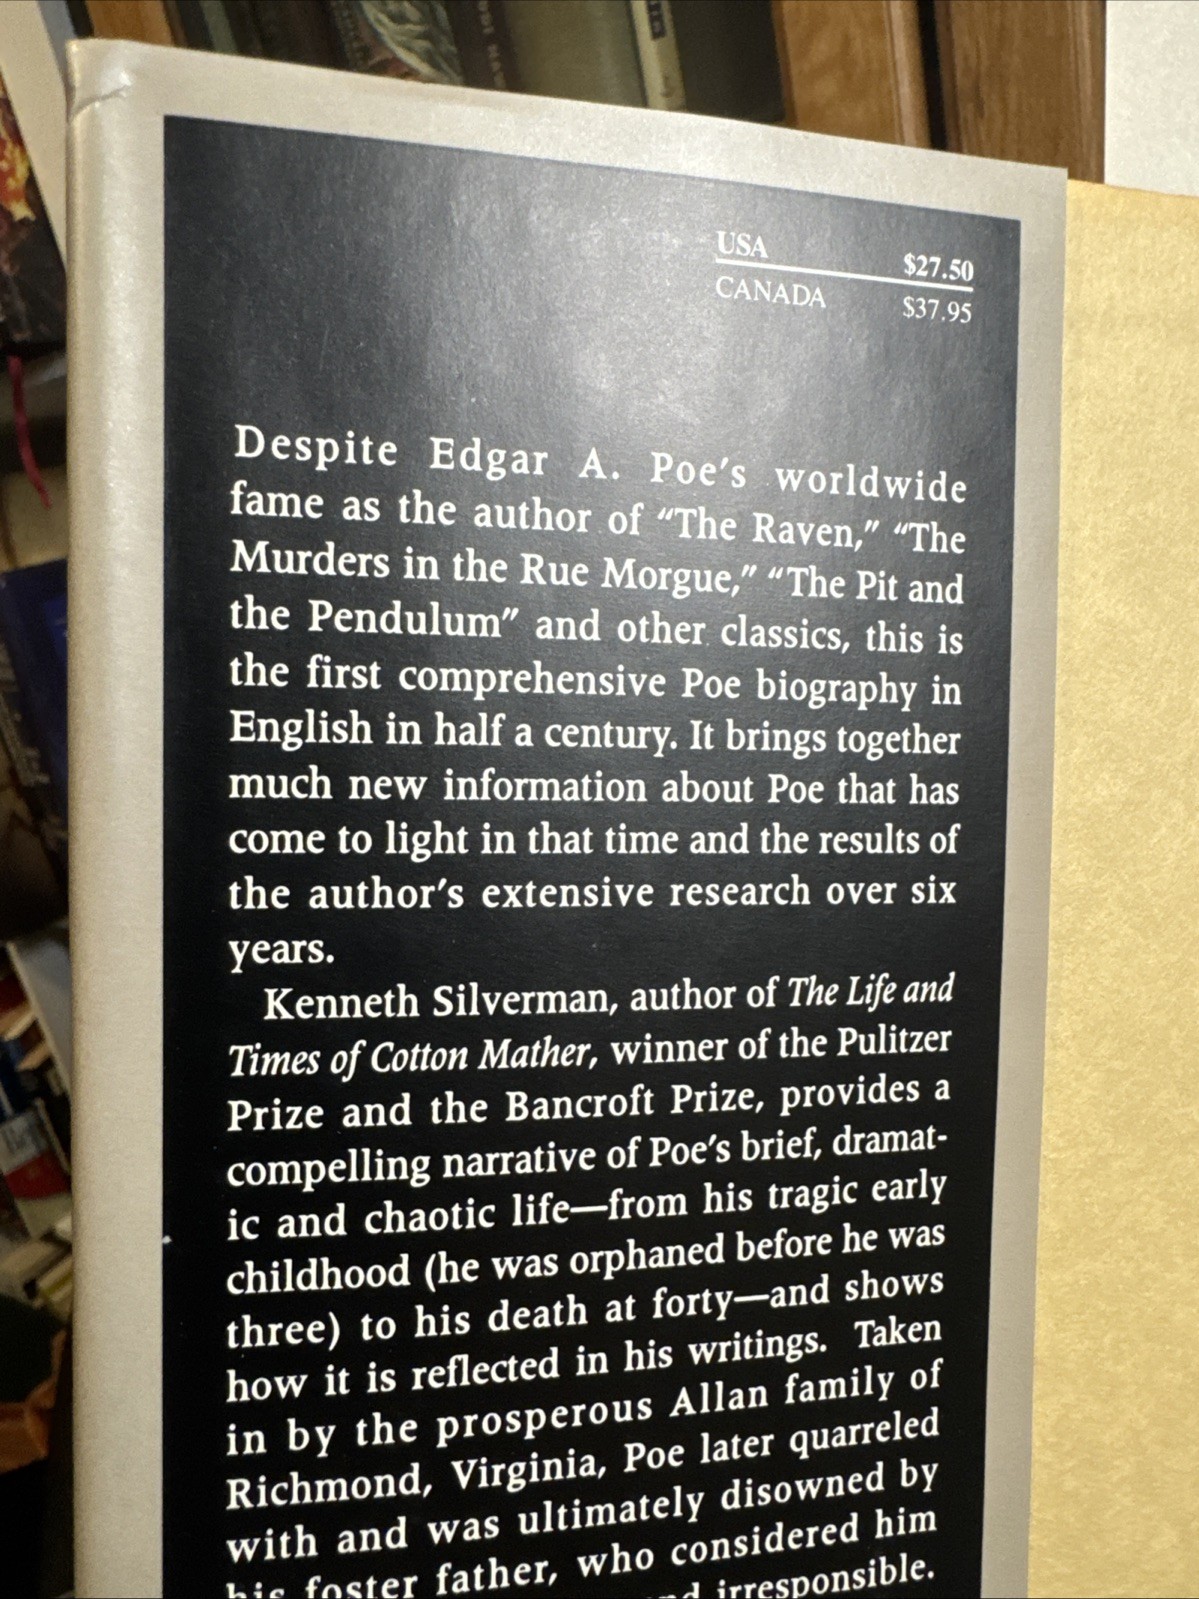 USA $27.50
CANADA $37.95
Despite Edgar A. Poe's worldwide
fame as the author of "The Raven," "The
Murders in the Rue Morgue," "The Pit and
the Pendulum" and other classics, this is
the first comprehensive Poe biography in
English in half a century. It brings together
much new information about Poe that has
come to light in that time and the results of
the author's extensive research over six
years.
Kenneth Silverman, author of The Life and
Times of Cotton Mather, winner of the Pulitzer
Prize and the Bancroft Prize, provides a
compelling narrative of Poe's brief, dramat-
ic and chaotic life—from his tragic early
childhood (he was orphaned before he was
three) to his death at forty—and shows
how it is reflected in his writings. Taken
in by the prosperous Allan family of
Richmond, Virginia, Poe later quarreled
with and was ultimately disowned by
his foster father, who considered him
irresponsible.